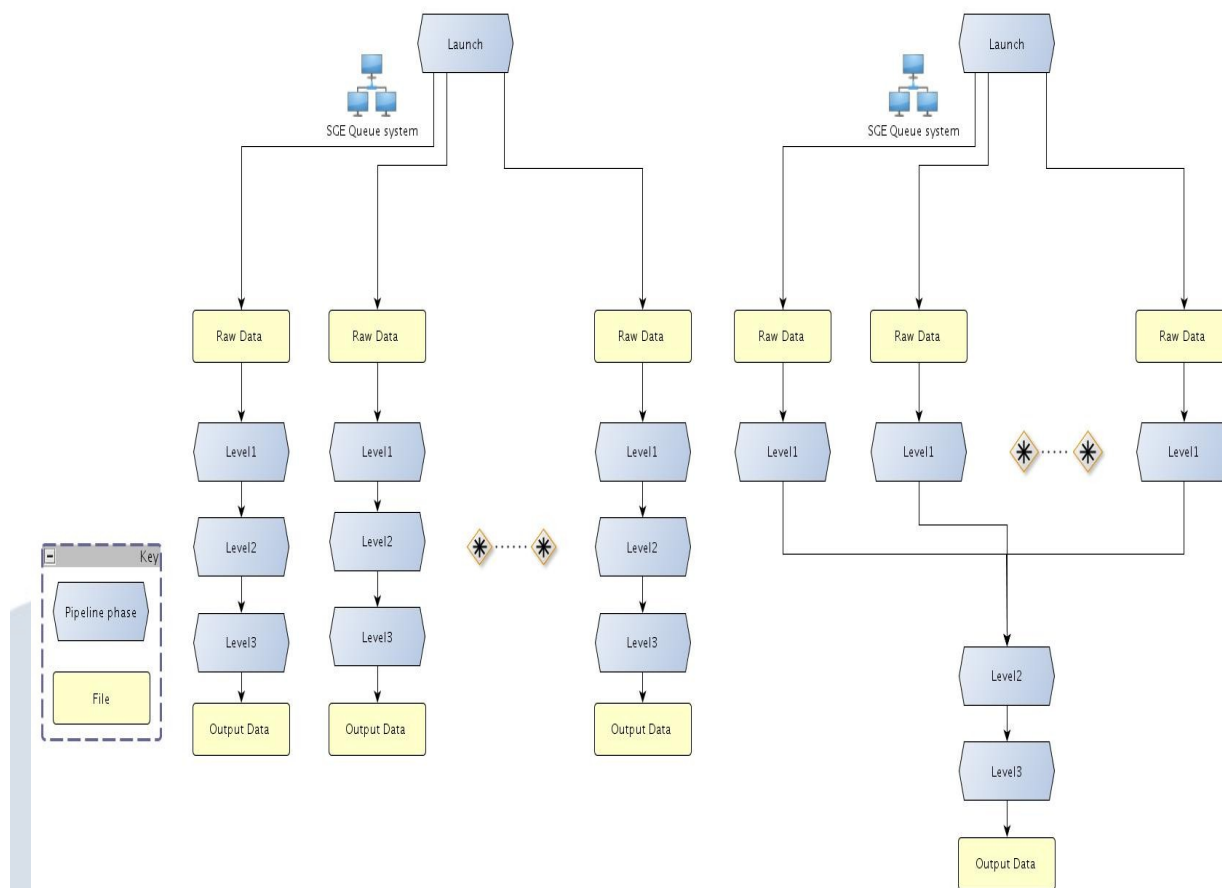 Launch
Launch
SGE Queue system
SGE Queue system
Raw Data
Raw Data
Raw Data
Raw Data
Raw Data
Raw Data
Level1
Level1
Level1
Level1
Level1
Level1
Level2
Level2
Level2
Key
Pipeline phase
File
Level3
Level3
Level3
Output Data
Output Data
Output Data
Level2
Level3
Output Data